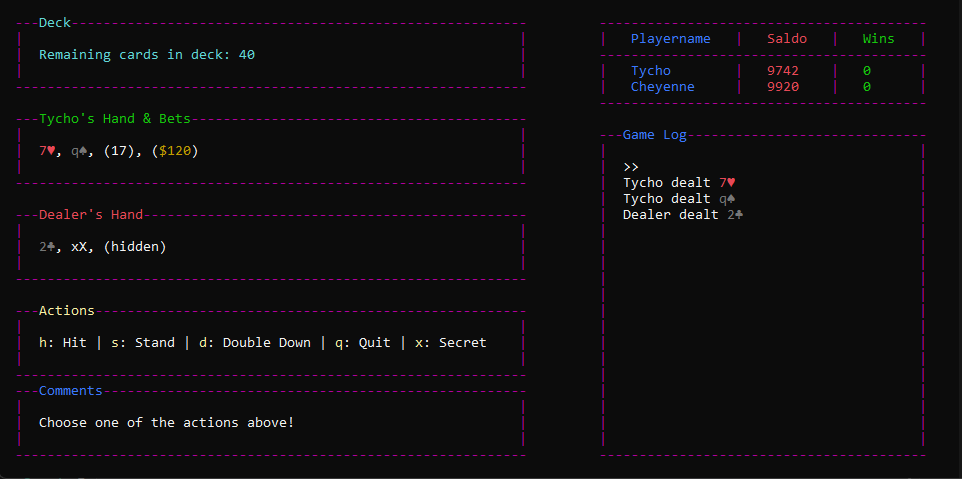 Deck
Remaining cards in deck: 40
Tycho's Hand & Bets
7♥, q♠, (17), ($120)
Dealer's Hand
2♣, xX, (hidden)
Actions
h: Hit | s: Stand | d: Double Down | q: Quit | x: Secret
Comments
Choose one of the actions above!
| Playername | Saldo | Wins |
| Tycho | 9742 | 0 |
| Cheyenne | 9920 | 0 |
Game Log
>>
Tycho dealt 7♥
Tycho dealt q♠
Dealer dealt 2♣